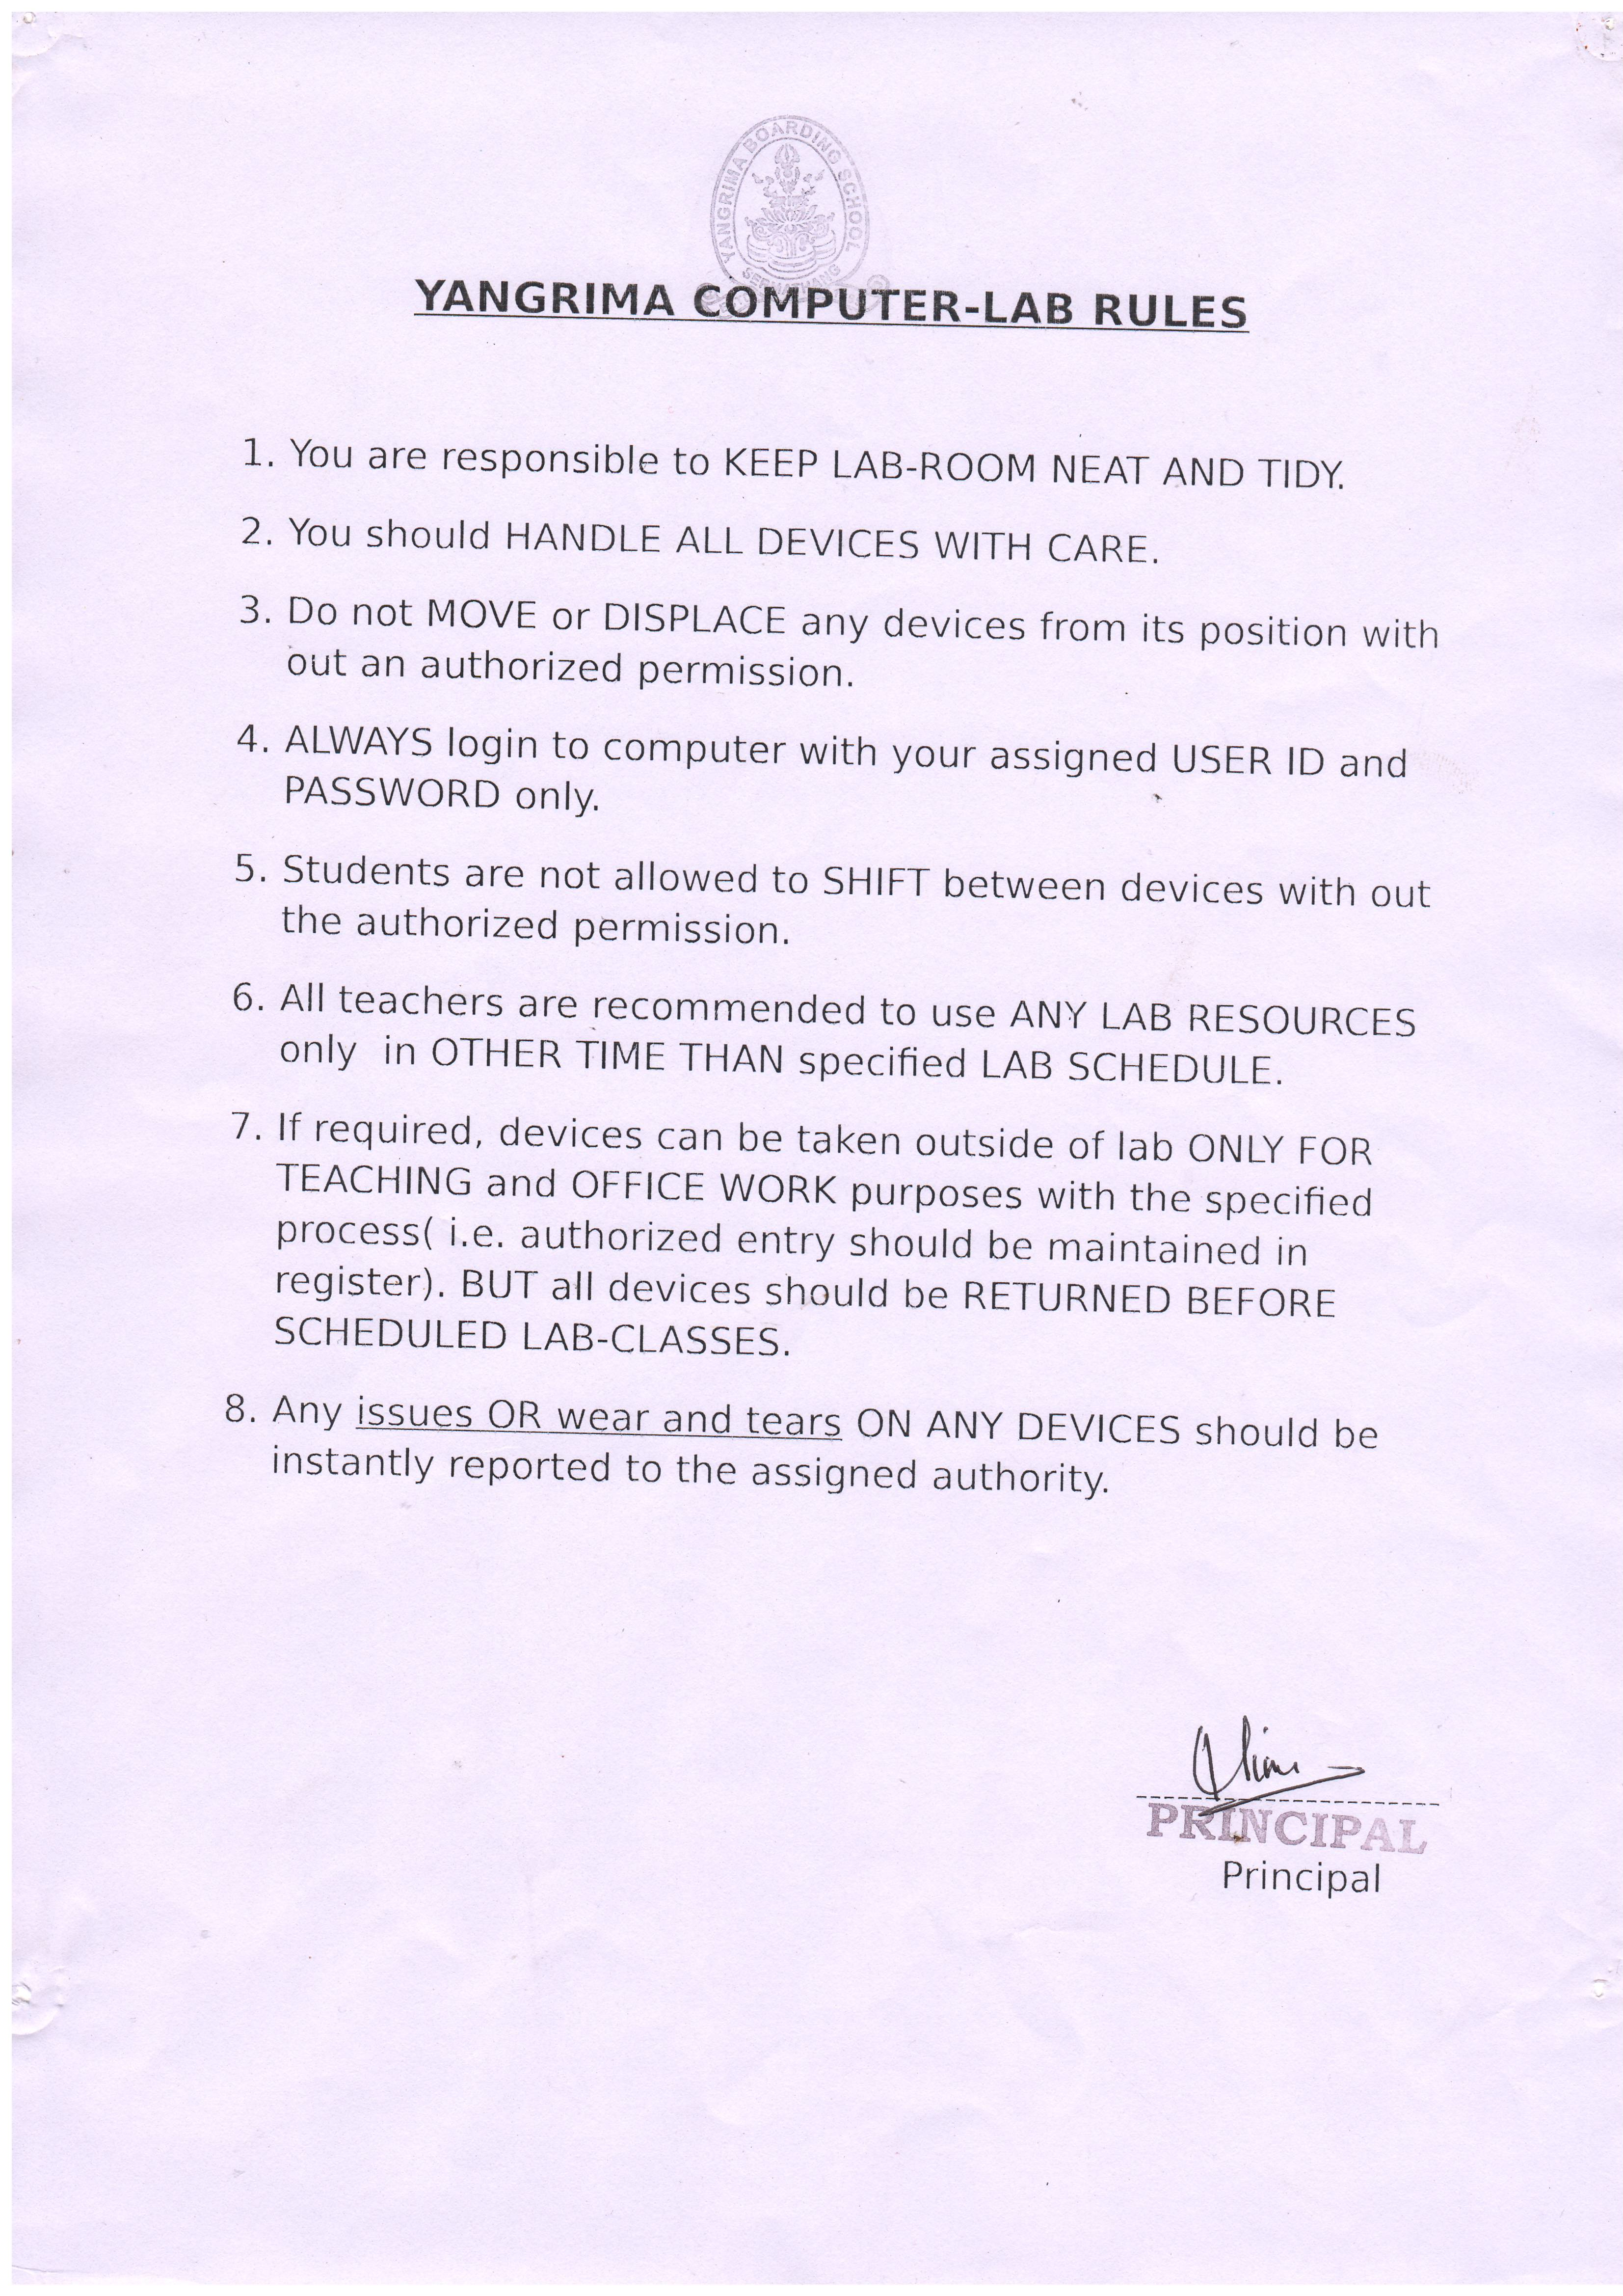 YANGRIMA BOARDING SCHOOL
YANGRIMA COMPUTER-LAB RULES
1. You are responsible to KEEP LAB-ROOM NEAT AND TIDY.
2. You should HANDLE ALL DEVICES WITH CARE.
3. Do not MOVE or DISPLACE any devices from its position with
out an authorized permission.
4. ALWAYS login to computer with your assigned USER ID and
PASSWORD only.
5. Students are not allowed to SHIFT between devices with out
the authorized permission.
6. All teachers are recommended to use ANY LAB RESOURCES
only  in OTHER TIME THAN specified LAB SCHEDULE.
7. If required, devices can be taken outside of lab ONLY FOR
TEACHING and OFFICE WORK purposes with the specified
process( i.e. authorized entry should be maintained in
register). BUT all devices should be RETURNED BEFORE
SCHEDULED LAB-CLASSES.
8. Any issues OR wear and tears ON ANY DEVICES should be
instantly reported to the assigned authority.
PRINCIPAL
Principal